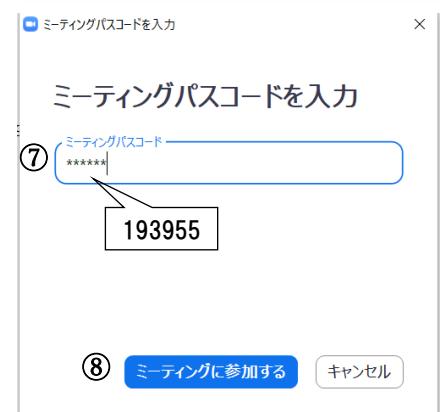 ミーティングパスコードを入力
ミーティングパスコードを入力
⑦
ミーティングパスコード
******
193955
⑧
ミーティングに参加する
キャンセル